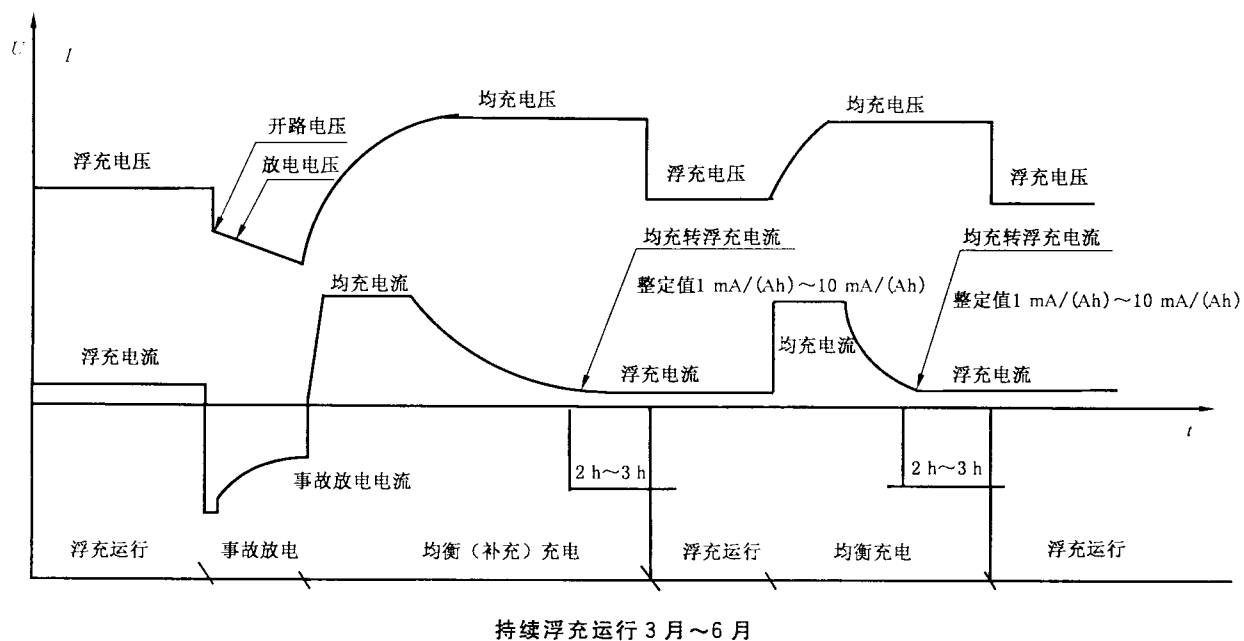 U
I
均充电压
均充电压
开路电压
浮充电压
放电电压
浮充电压
浮充电压
均充转浮充电流
均充转浮充电流
均充电流
整定值1 mA/(Ah)～10 mA/(Ah)
整定值1 mA/(Ah)～10 mA/(Ah)
浮充电流
均充电流
浮充电流
浮充电流
t
2 h～3 h
2 h～3 h
事故放电电流
浮充运行
事故放电
均衡（补充）充电
浮充运行
均衡充电
浮充运行
持续浮充运行 3 月～6 月